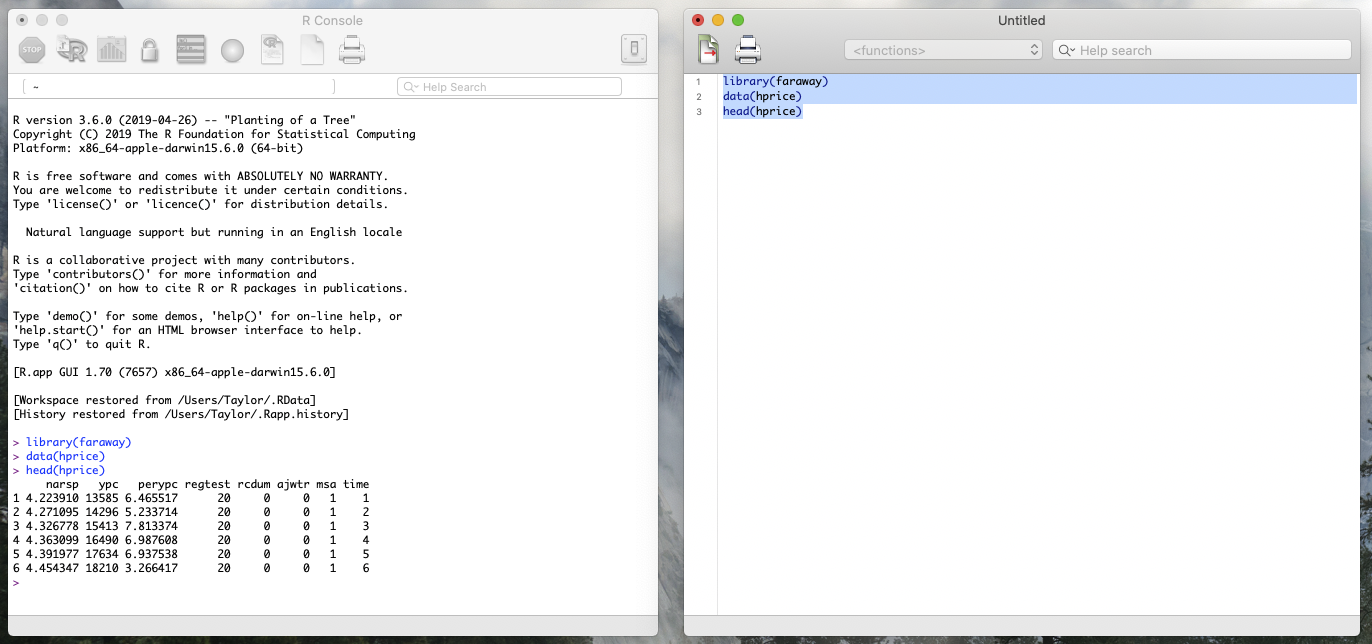 R Console
STOP
R
~
Help Search
R version 3.6.0 (2019-04-26) -- "Planting of a Tree"
Copyright (C) 2019 The R Foundation for Statistical Computing
Platform: x86_64-apple-darwin15.6.0 (64-bit)
R is free software and comes with ABSOLUTELY NO WARRANTY.
You are welcome to redistribute it under certain conditions.
Type 'license()' or 'licence()' for distribution details.
Natural language support but running in an English locale
R is a collaborative project with many contributors.
Type 'contributors()' for more information and
'citation()' on how to cite R or R packages in publications.
Type 'demo()' for some demos, 'help()' for on-line help, or
'help.start()' for an HTML browser interface to help.
Type 'q()' to quit R.
[R.app GUI 1.70 (7657) x86_64-apple-darwin15.6.0]
[Workspace restored from /Users/Taylor/.RData]
[History restored from /Users/Taylor/.Rapp.history]
> library(faraway)
> data(hprice)
> head(hprice)
narsp ypc perypc regtest rcdum ajwtr msa time
1 4.223910 13585 6.465517 20 0 0 1 1
2 4.271095 14296 5.233714 20 0 0 1 2
3 4.326778 15413 7.813374 20 0 0 1 3
4 4.363099 16490 6.987608 20 0 0 1 4
5 4.391977 17634 6.937538 20 0 0 1 5
6 4.454347 18210 3.266417 20 0 0 1 6
>
Untitled
<functions>
Help search
1 library(faraway)
2 data(hprice)
3 head(hprice)